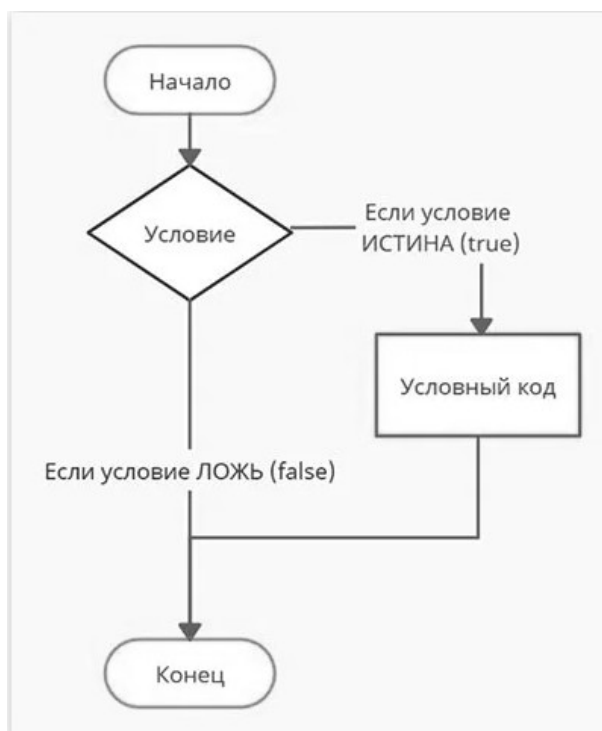 Начало
Условие
Если условие
ИСТИНА (true)
Условный код
Если условие ЛОЖЬ (false)
Конец